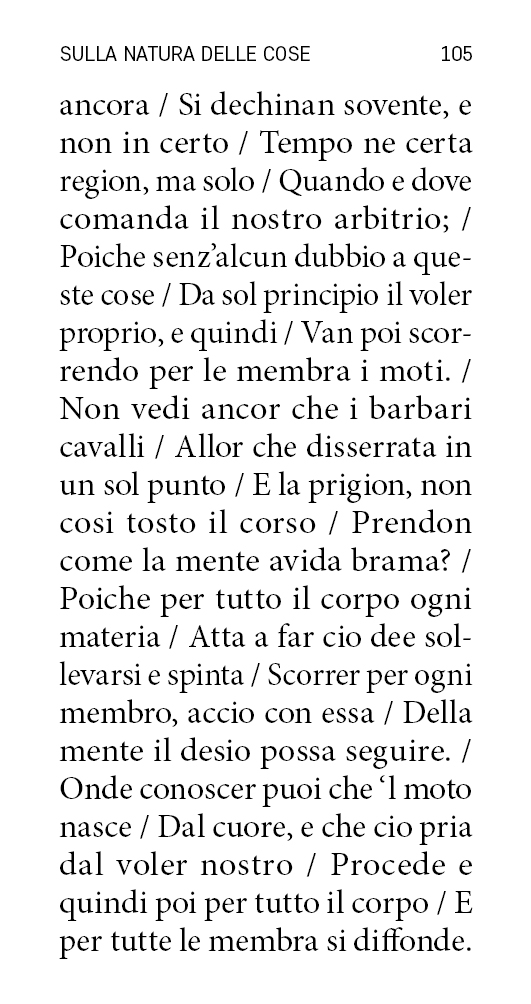 SULLA NATURA DELLE COSE 105
ancora / Si dechinan sovente, e
non in certo / Tempo ne certa
region, ma solo / Quando e dove
comanda il nostro arbitrio; /
Poiche senz’alcun dubbio a que-
ste cose / Da sol principio il voler
proprio, e quindi / Van poi scor-
rendo per le membra i moti. /
Non vedi ancor che i barbari
cavalli / Allor che disserrata in
un sol punto / E la prigion, non
cosi tosto il corso / Prendon
come la mente avida brama? /
Poiche per tutto il corpo ogni
materia / Atta a far cio dee sol-
levarsi e spinta / Scorrer per ogni
membro, accio con essa / Della
mente il desio possa seguire. /
Onde conoscer puoi che ‘l moto
nasce / Dal cuore, e che cio pria
dal voler nostro / Procede e
quindi poi per tutto il corpo / E
per tutte le membra si diffonde.